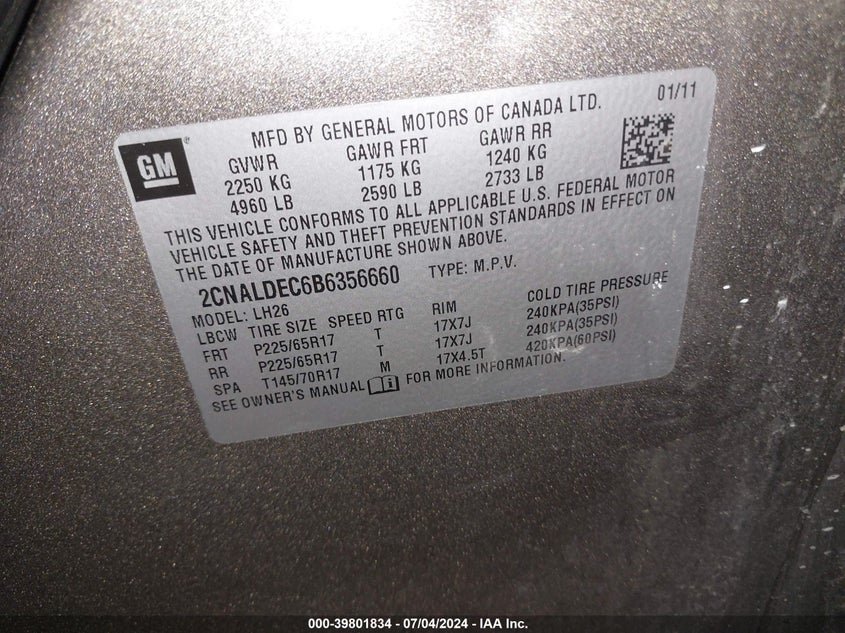 MFD BY GENERAL MOTORS OF CANADA LTD. 01/11
GM
GVWR GAWR FRT GAWR RR
2250 KG 1175 KG 1240 KG
4960 LB 2590 LB 2733 LB
THIS VEHICLE CONFORMS TO ALL APPLICABLE U.S. FEDERAL MOTOR
VEHICLE SAFETY AND THEFT PREVENTION STANDARDS IN EFFECT ON
THE DATE OF MANUFACTURE SHOWN ABOVE.
2CNALDEC6B6356660 TYPE: M.P.V.
MODEL: LH26
LBCW TIRE SIZE SPEED RTG RIM COLD TIRE PRESSURE
FRT P225/65R17 T 17X7J 240KPA(35PSI)
RR P225/65R17 T 17X7J 240KPA(35PSI)
SPA T145/70R17 M 17X4.5T 420KPA(60PSI)
SEE OWNER'S MANUAL FOR MORE INFORMATION.
000-39801834 - 07/04/2024 - IAA Inc.